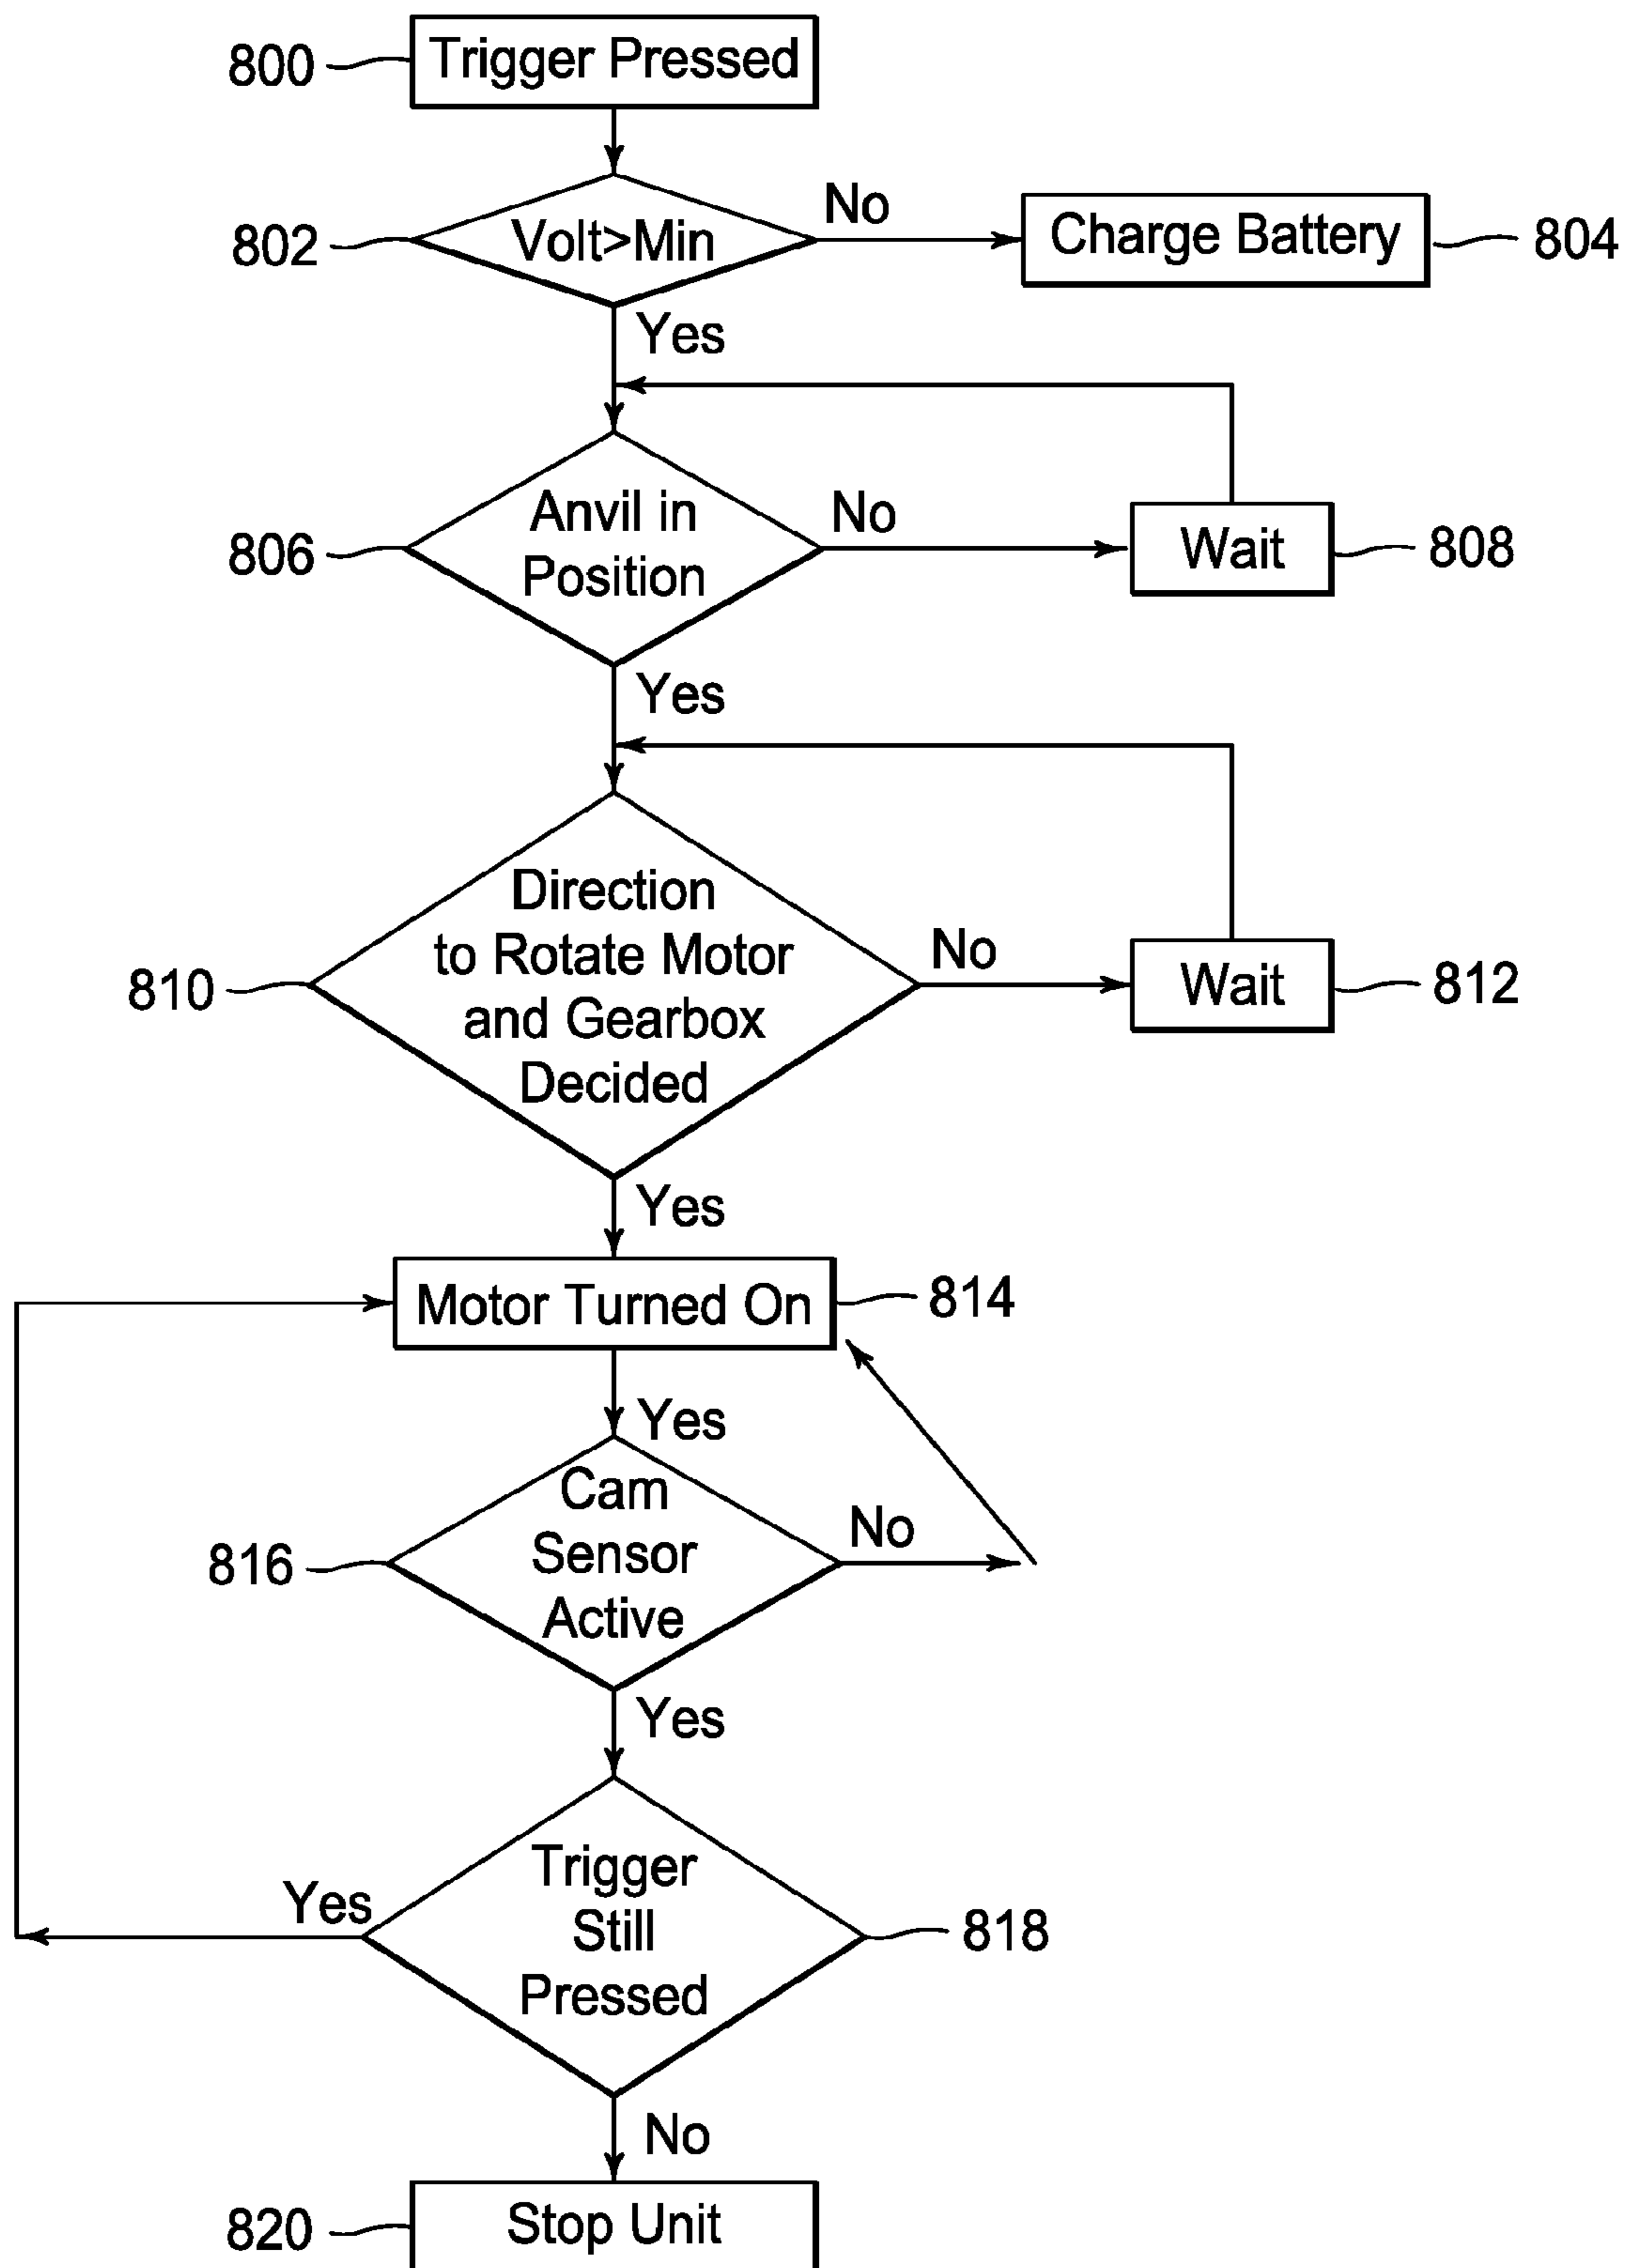 800
Trigger Pressed
802
Volt>Min
No
Charge Battery
804
Yes
806
Anvil in
Position
No
Wait
808
Yes
810
Direction
to Rotate Motor
and Gearbox
Decided
No
Wait
812
Yes
Motor Turned On
814
Yes
816
Cam
Sensor
Active
No
Yes
Yes
Trigger
Still
Pressed
818
No
820
Stop Unit